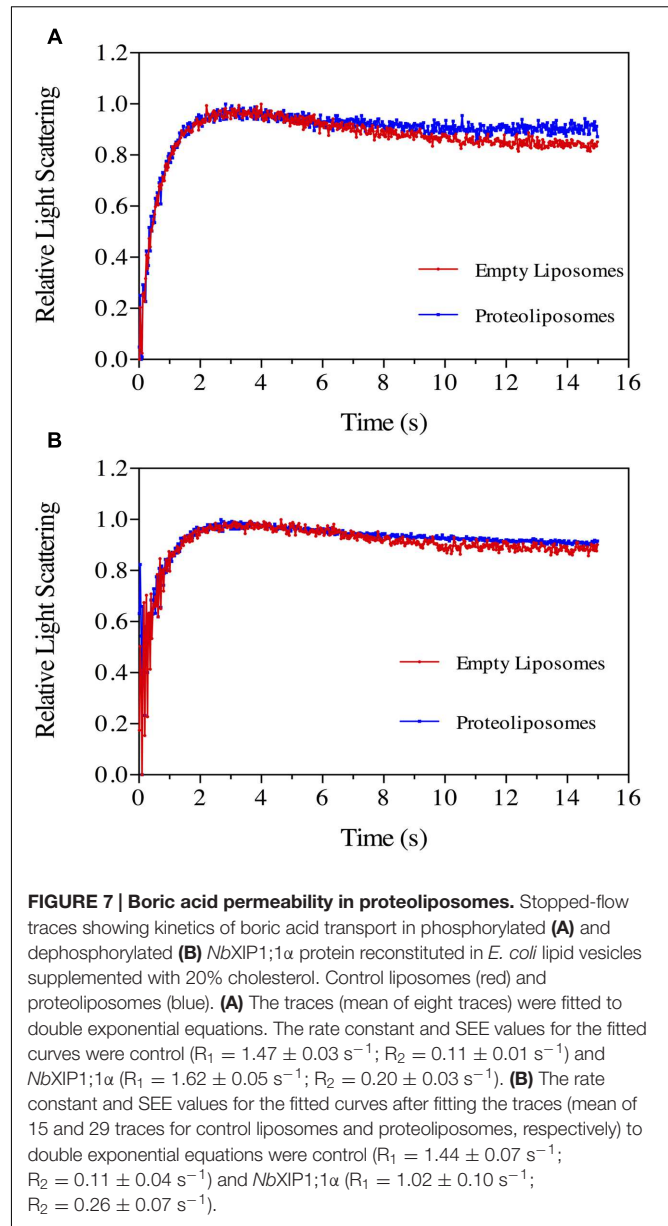 A
1.2
1.0
0.8
0.6
0.4
0.2
0.0
Relative Light Scattering
Empty Liposomes
Proteoliposomes
0 2 4 6 8 10 12 14 16
Time (s)
B
1.2
1.0
0.8
0.6
0.4
0.2
0.0
Relative Light Scattering
Empty Liposomes
Proteoliposomes
0 2 4 6 8 10 12 14 16
Time (s)
FIGURE 7 | Boric acid permeability in proteoliposomes. Stopped-flow
traces showing kinetics of boric acid transport in phosphorylated (A) and
dephosphorylated (B) NbXIP1;1α protein reconstituted in E. coli lipid vesicles
supplemented with 20% cholesterol. Control liposomes (red) and
proteoliposomes (blue). (A) The traces (mean of eight traces) were fitted to
double exponential equations. The rate constant and SEE values for the fitted
curves were control (R₁ = 1.47 ± 0.03 s⁻¹; R₂ = 0.11 ± 0.01 s⁻¹) and
NbXIP1;1α (R₁ = 1.62 ± 0.05 s⁻¹; R₂ = 0.20 ± 0.03 s⁻¹). (B) The rate
constant and SEE values for the fitted curves after fitting the traces (mean of
15 and 29 traces for control liposomes and proteoliposomes, respectively) to
double exponential equations were control (R₁ = 1.44 ± 0.07 s⁻¹;
R₂ = 0.11 ± 0.04 s⁻¹) and NbXIP1;1α (R₁ = 1.02 ± 0.10 s⁻¹;
R₂ = 0.26 ± 0.07 s⁻¹).